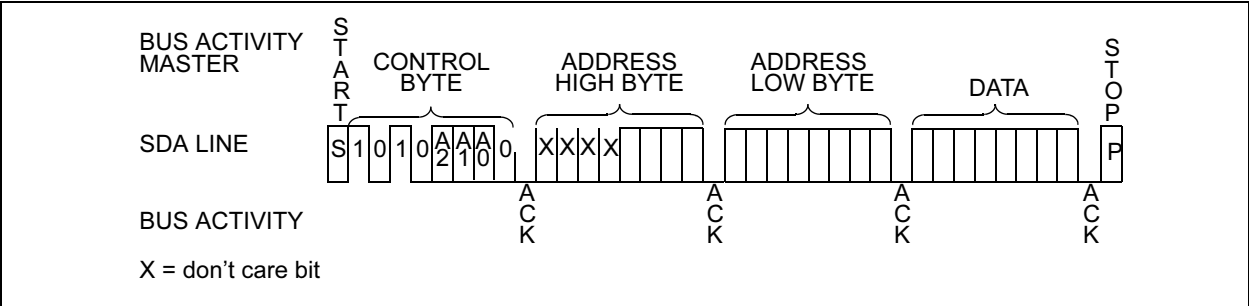 BUS ACTIVITY
MASTER
START
CONTROL
BYTE
ADDRESS
HIGH BYTE
ADDRESS
LOW BYTE
DATA
STOP
SDA LINE
S 1 0 1 0 A2 A1 A0 0
X X X X
P
BUS ACTIVITY
ACK
ACK
ACK
ACK
X = don't care bit